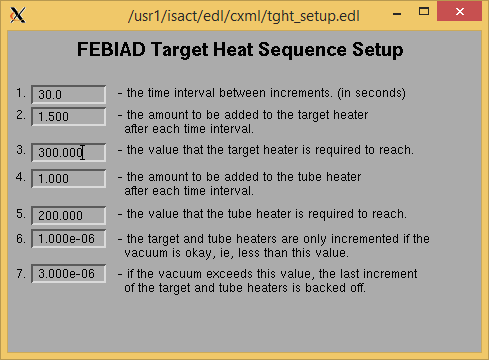 /usr1/isact/edl/cxml/tght_setup.edl
FEBIAD Target Heat Sequence Setup
1. 30.0 - the time interval between increments. (in seconds)
2. 1.500 - the amount to be added to the target heater
after each time interval.
3. 300.000 - the value that the target heater is required to reach.
4. 1.000 - the amount to be added to the tube heater
after each time interval.
5. 200.000 - the value that the tube heater is required to reach.
6. 1.000e-06 - the target and tube heaters are only incremented if the
vacuum is okay, ie, less than this value.
7. 3.000e-06 - if the vacuum exceeds this value, the last increment
of the target and tube heaters is backed off.